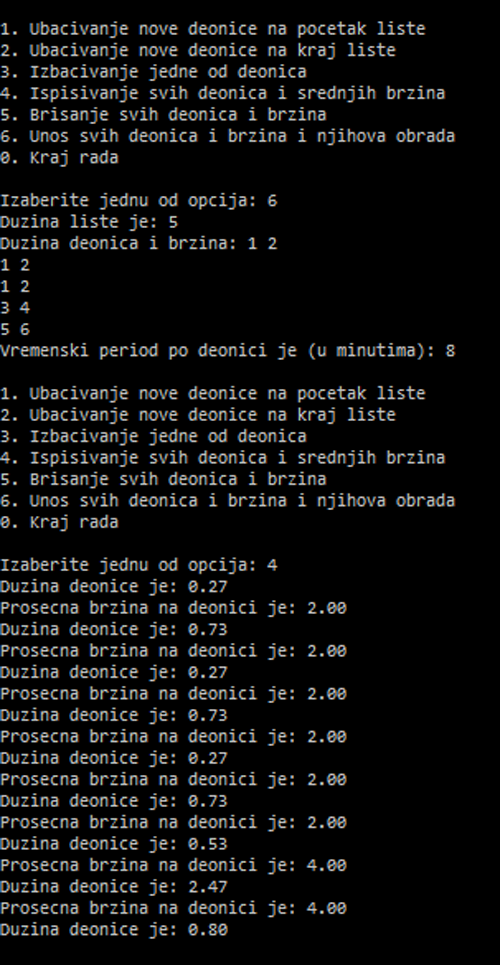 1. Ubacivanje nove deonice na pocetak liste
2. Ubacivanje nove deonice na kraj liste
3. Izbacivanje jedne od deonica
4. Ispisivanje svih deonica i srednjih brzina
5. Brisanje svih deonica i brzina
6. Unos svih deonica i brzina i njihova obrada
0. Kraj rada
Izaberite jednu od opcija: 6
Duzina liste je: 5
Duzina deonica i brzina: 1 2
1 2
1 2
3 4
5 6
Vremenski period po deonici je (u minutima): 8
1. Ubacivanje nove deonice na pocetak liste
2. Ubacivanje nove deonice na kraj liste
3. Izbacivanje jedne od deonica
4. Ispisivanje svih deonica i srednjih brzina
5. Brisanje svih deonica i brzina
6. Unos svih deonica i brzina i njihova obrada
0. Kraj rada
Izaberite jednu od opcija: 4
Duzina deonice je: 0.27
Prosecna brzina na deonici je: 2.00
Duzina deonice je: 0.73
Prosecna brzina na deonici je: 2.00
Duzina deonice je: 0.27
Prosecna brzina na deonici je: 2.00
Duzina deonice je: 0.73
Prosecna brzina na deonici je: 2.00
Duzina deonice je: 0.27
Prosecna brzina na deonici je: 2.00
Duzina deonice je: 0.73
Prosecna brzina na deonici je: 2.00
Duzina deonice je: 0.53
Prosecna brzina na deonici je: 4.00
Duzina deonice je: 2.47
Prosecna brzina na deonici je: 4.00
Duzina deonice je: 0.80